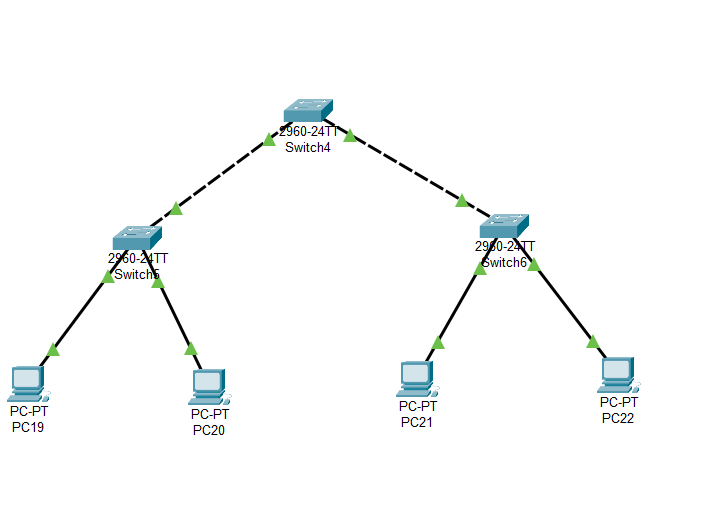 2960-24TT
Switch4
2960-24TT
Switch5
2960-24TT
Switch6
PC-PT
PC19
PC-PT
PC20
PC-PT
PC21
PC-PT
PC22